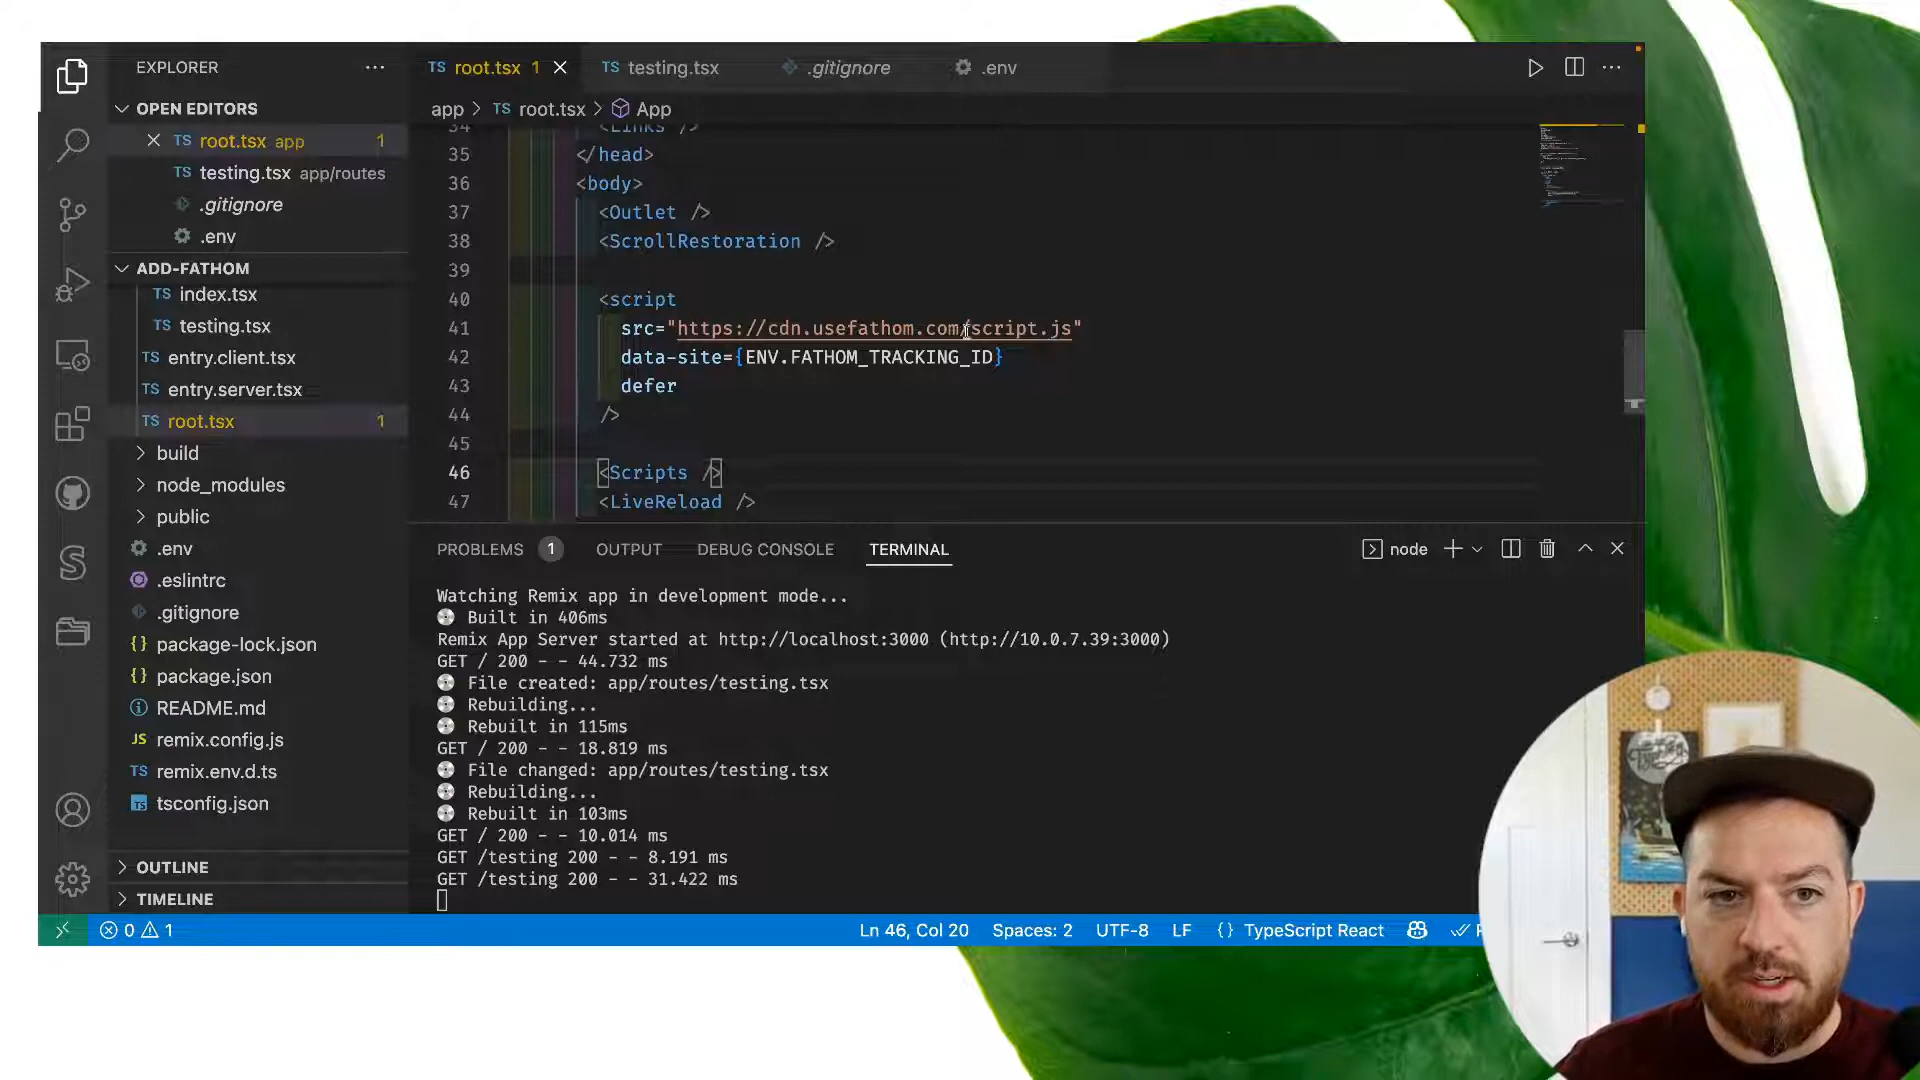 EXPLORER
OPEN EDITORS
root.tsx app 1
testing.tsx app/routes
.gitignore
.env
ADD-FATHOM
TS index.tsx
TS testing.tsx
TS entry.client.tsx
TS entry.server.tsx
TS root.tsx 1
build
node_modules
public
.env
.eslintrc
.gitignore
{} package-lock.json
{} package.json
README.md
JS remix.config.js
TS remix.env.d.ts
TS tsconfig.json
OUTLINE
TIMELINE
TS root.tsx 1
TS testing.tsx
.gitignore
.env
app > TS root.tsx > App
34 <Links />
35 </head>
36 <body>
37 <Outlet />
38 <ScrollRestoration />
39
40 <script
41 src="https://cdn.usefathom.com/script.js"
42 data-site={ENV.FATHOM_TRACKING_ID}
43 defer
44 />
45
46 <Scripts />
47 <LiveReload />
PROBLEMS 1 OUTPUT DEBUG CONSOLE TERMINAL
node
Watching Remix app in development mode...
Built in 406ms
Remix App Server started at http://localhost:3000 (http://10.0.7.39:3000)
GET / 200 - - 44.732 ms
File created: app/routes/testing.tsx
Rebuilding...
Rebuilt in 115ms
GET / 200 - - 18.819 ms
File changed: app/routes/testing.tsx
Rebuilding...
Rebuilt in 103ms
GET / 200 - - 10.014 ms
GET /testing 200 - - 8.191 ms
GET /testing 200 - - 31.422 ms
0 1
Ln 46, Col 20 Spaces: 2 UTF-8 LF {} TypeScript React